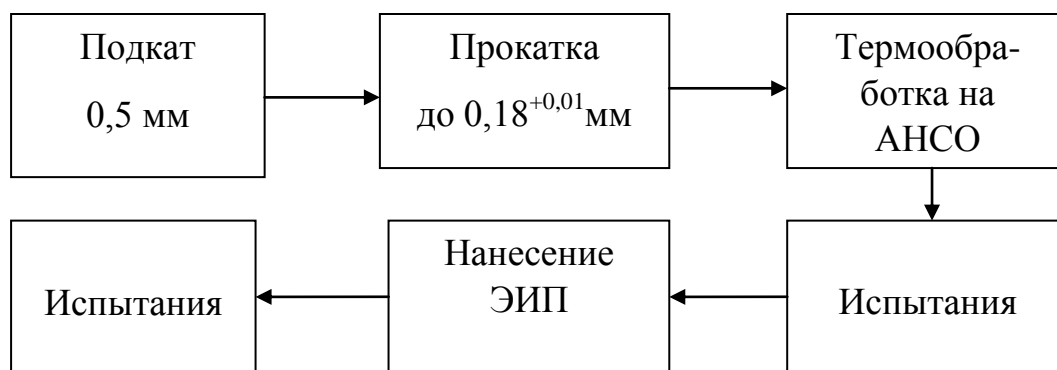 Подкат
0,5 мм
Прокатка
до 0,18+0,01мм
Термообра-
ботка на
АНСО
Испытания
Нанесение
ЭИП
Испытания